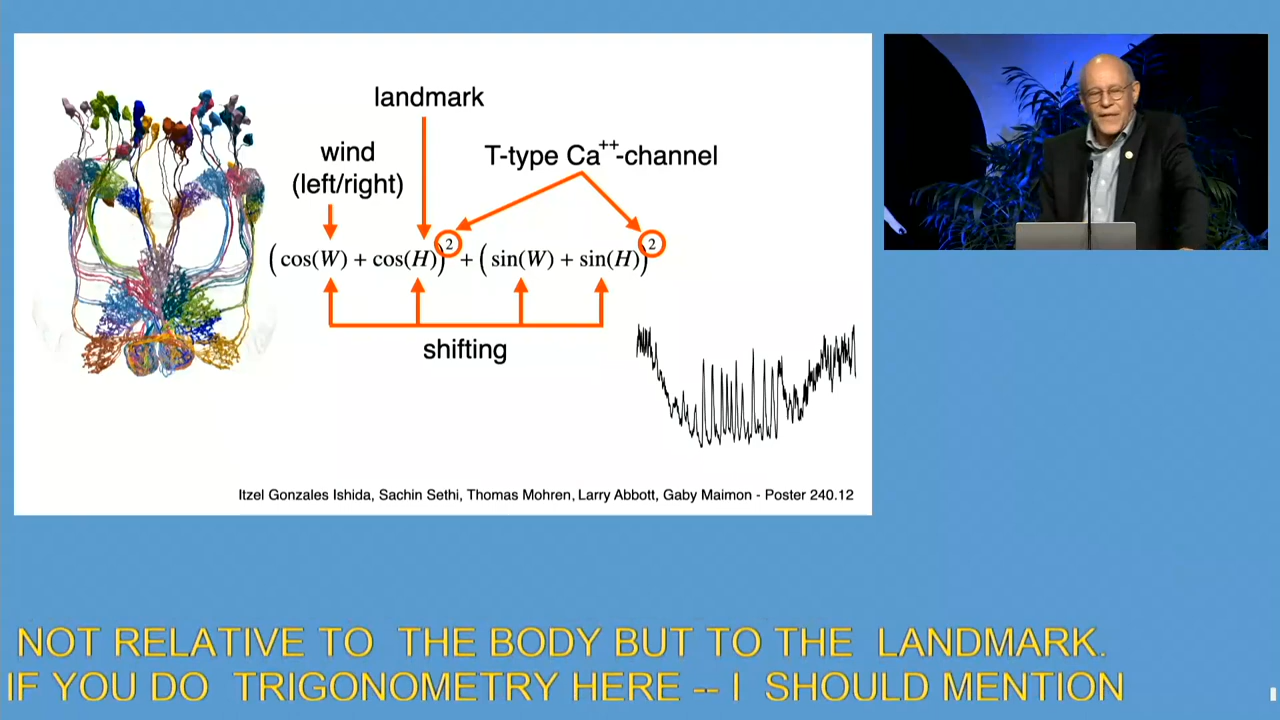 landmark
wind
(left/right)
T-type Ca⁺⁺-channel
(cos(W) + cos(H))² + (sin(W) + sin(H))²
shifting
Itzel Gonzales Ishida, Sachin Sethi, Thomas Mohren, Larry Abbott, Gaby Maimon - Poster 240.12
NOT RELATIVE TO THE BODY BUT TO THE LANDMARK.
IF YOU DO TRIGONOMETRY HERE -- I SHOULD MENTION